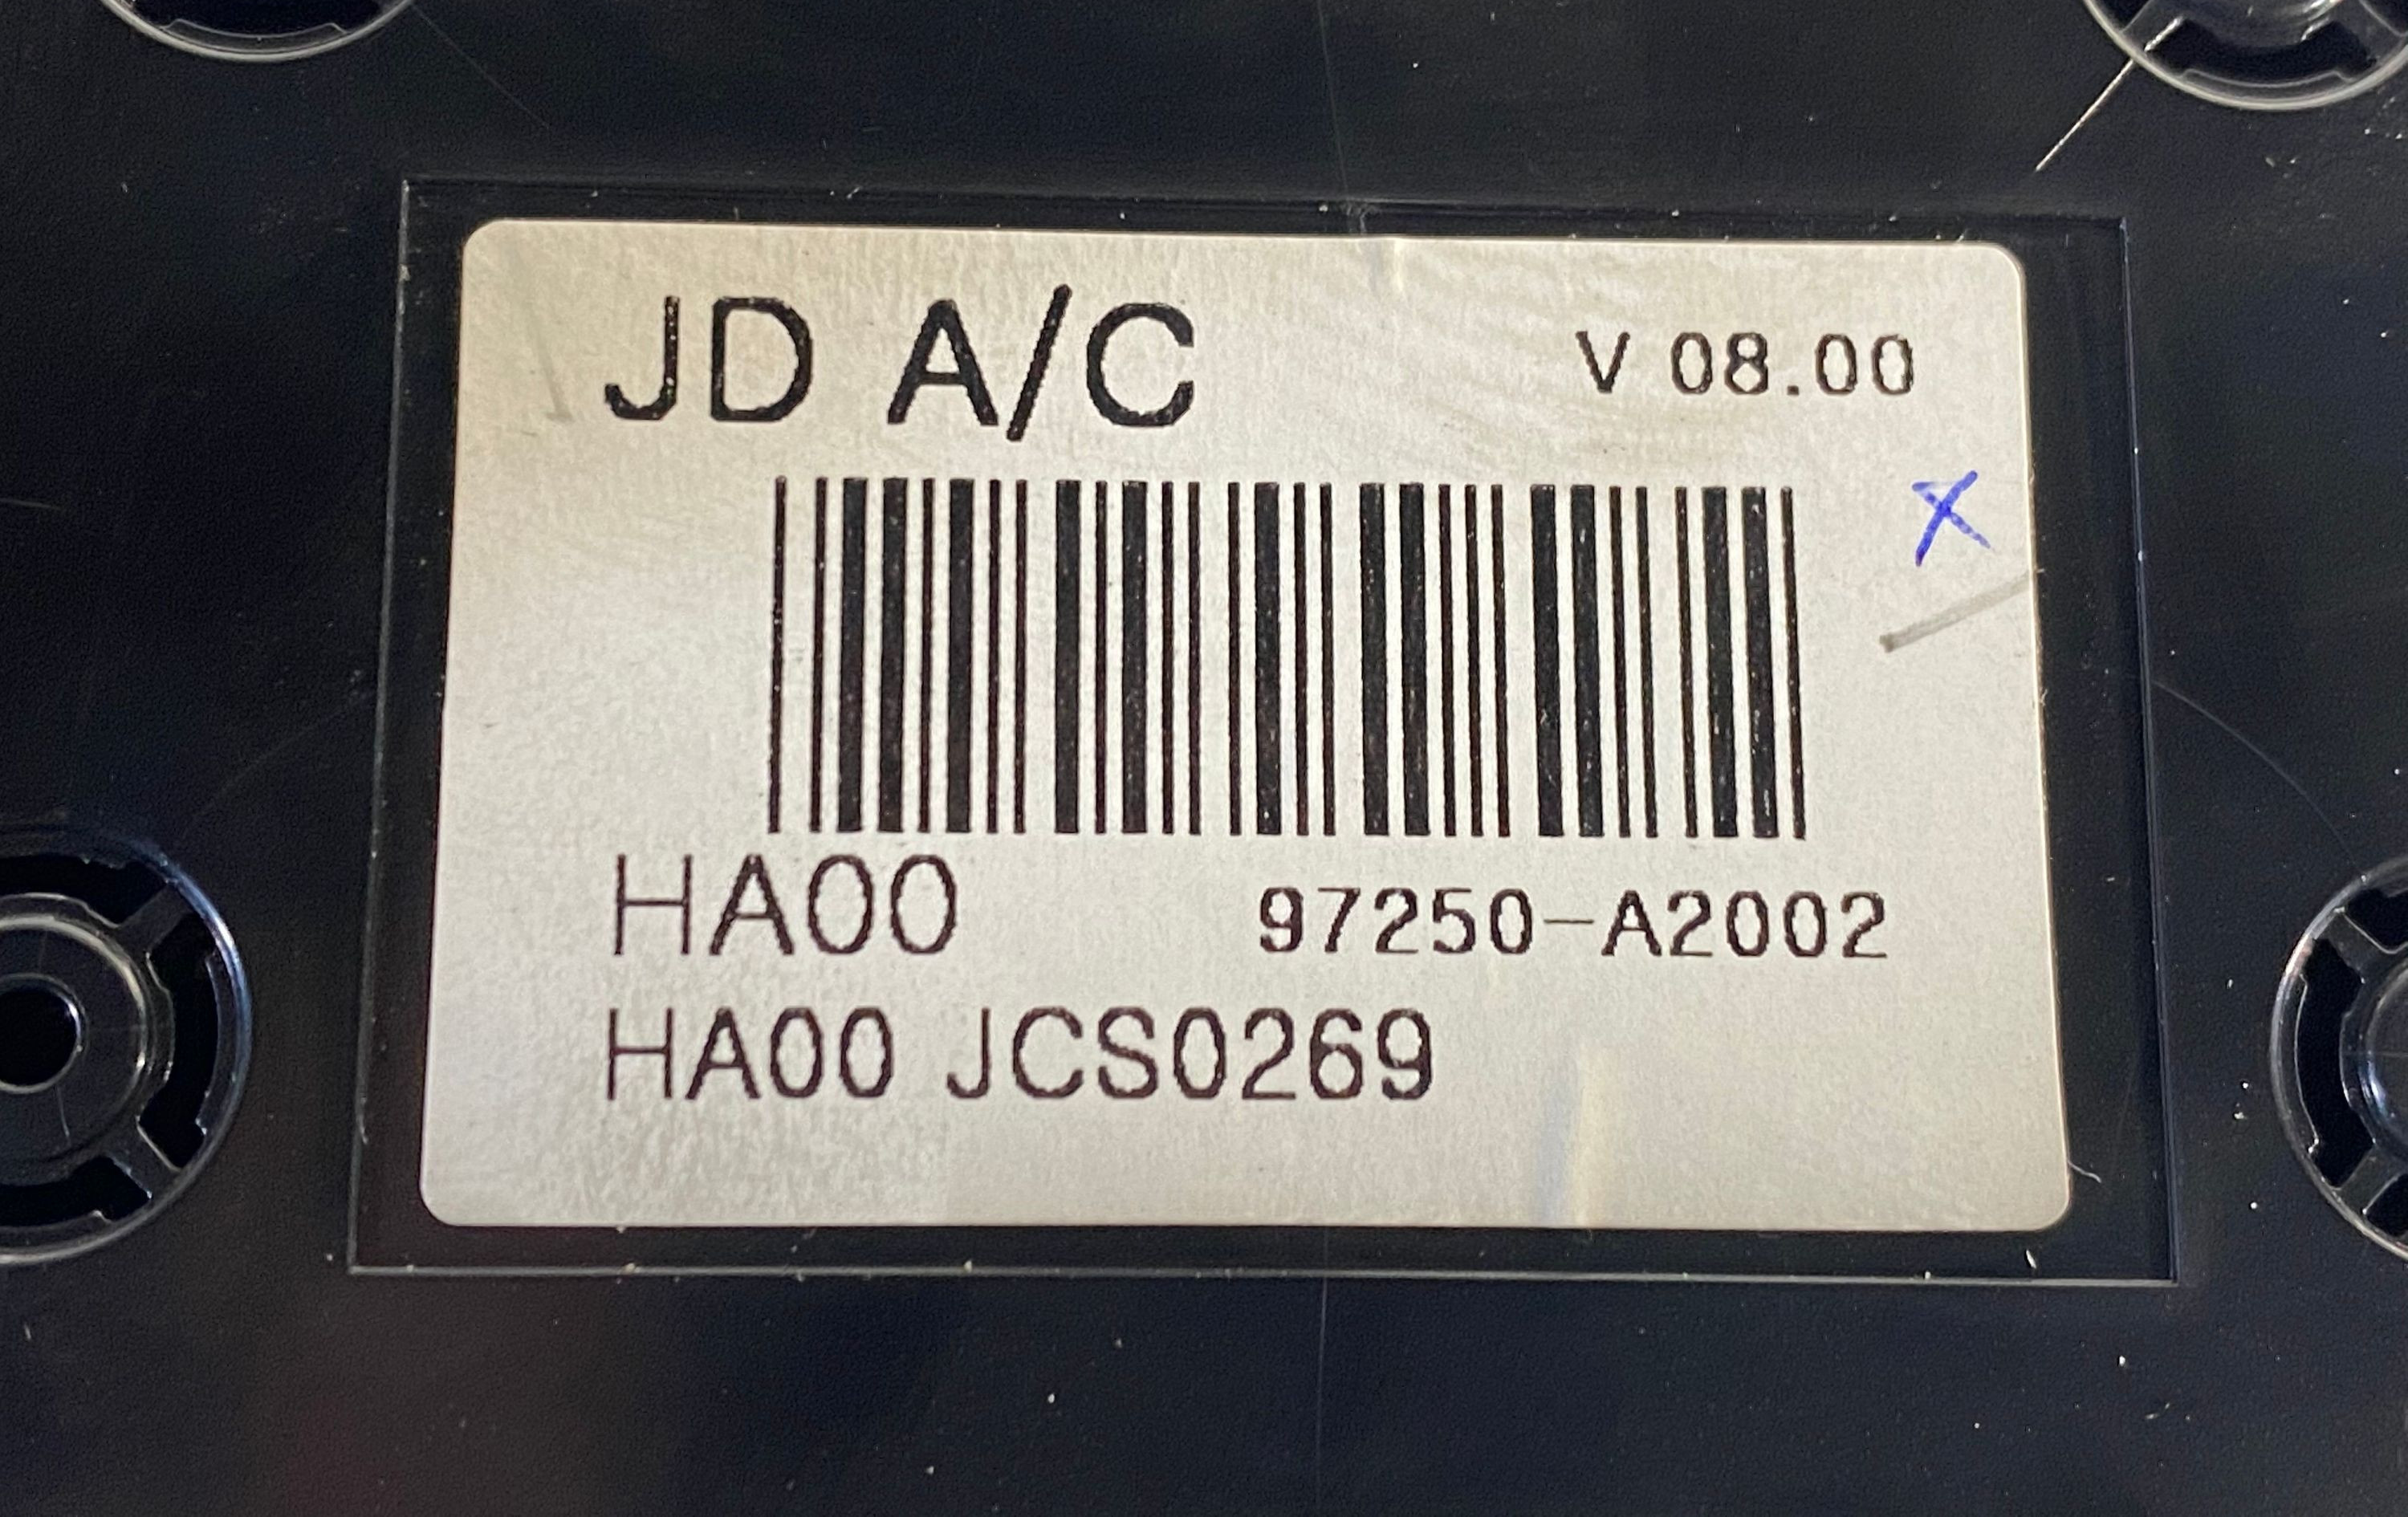 JD A/C V 08.00
X
HA00 97250-A2002
HA00 JCS0269